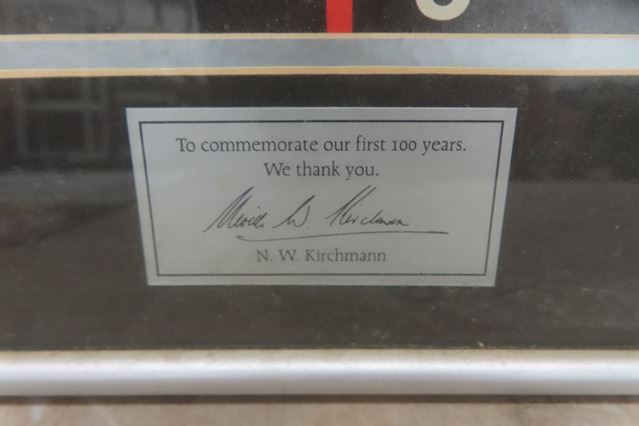 To commemorate our first 100 years.
We thank you.
N. W. Kirchmann